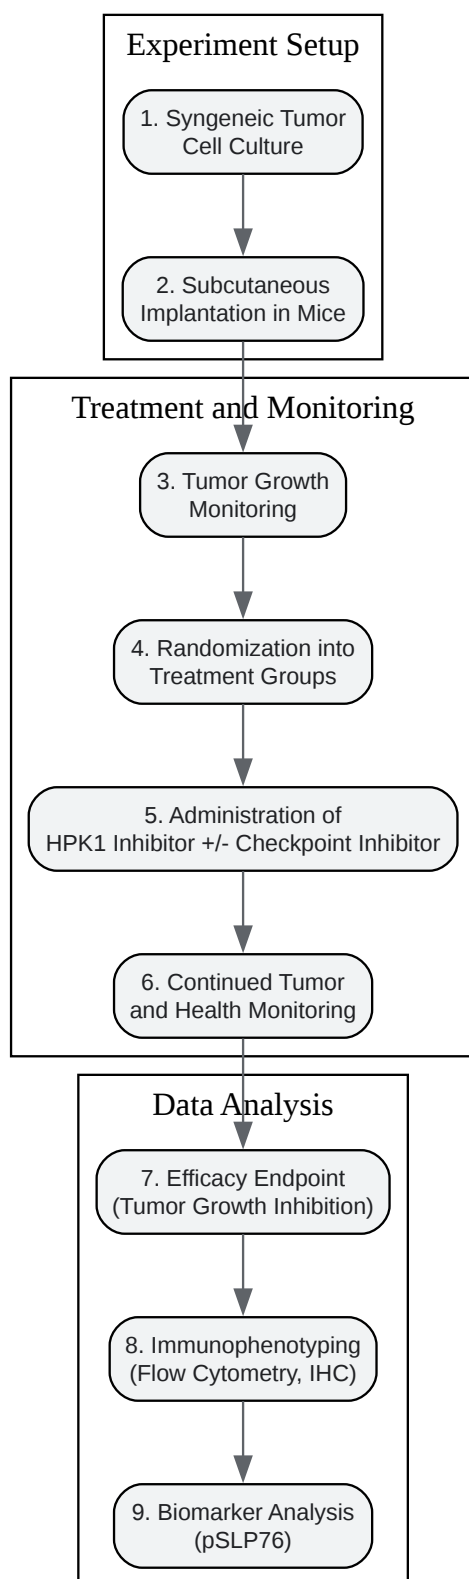 Experiment Setup
1. Syngeneic Tumor
Cell Culture
2. Subcutaneous
Implantation in Mice
Treatment and Monitoring
3. Tumor Growth
Monitoring
4. Randomization into
Treatment Groups
5. Administration of
HPK1 Inhibitor +/- Checkpoint Inhibitor
6. Continued Tumor
and Health Monitoring
Data Analysis
7. Efficacy Endpoint
(Tumor Growth Inhibition)
8. Immunophenotyping
(Flow Cytometry, IHC)
9. Biomarker Analysis
(pSLP76)